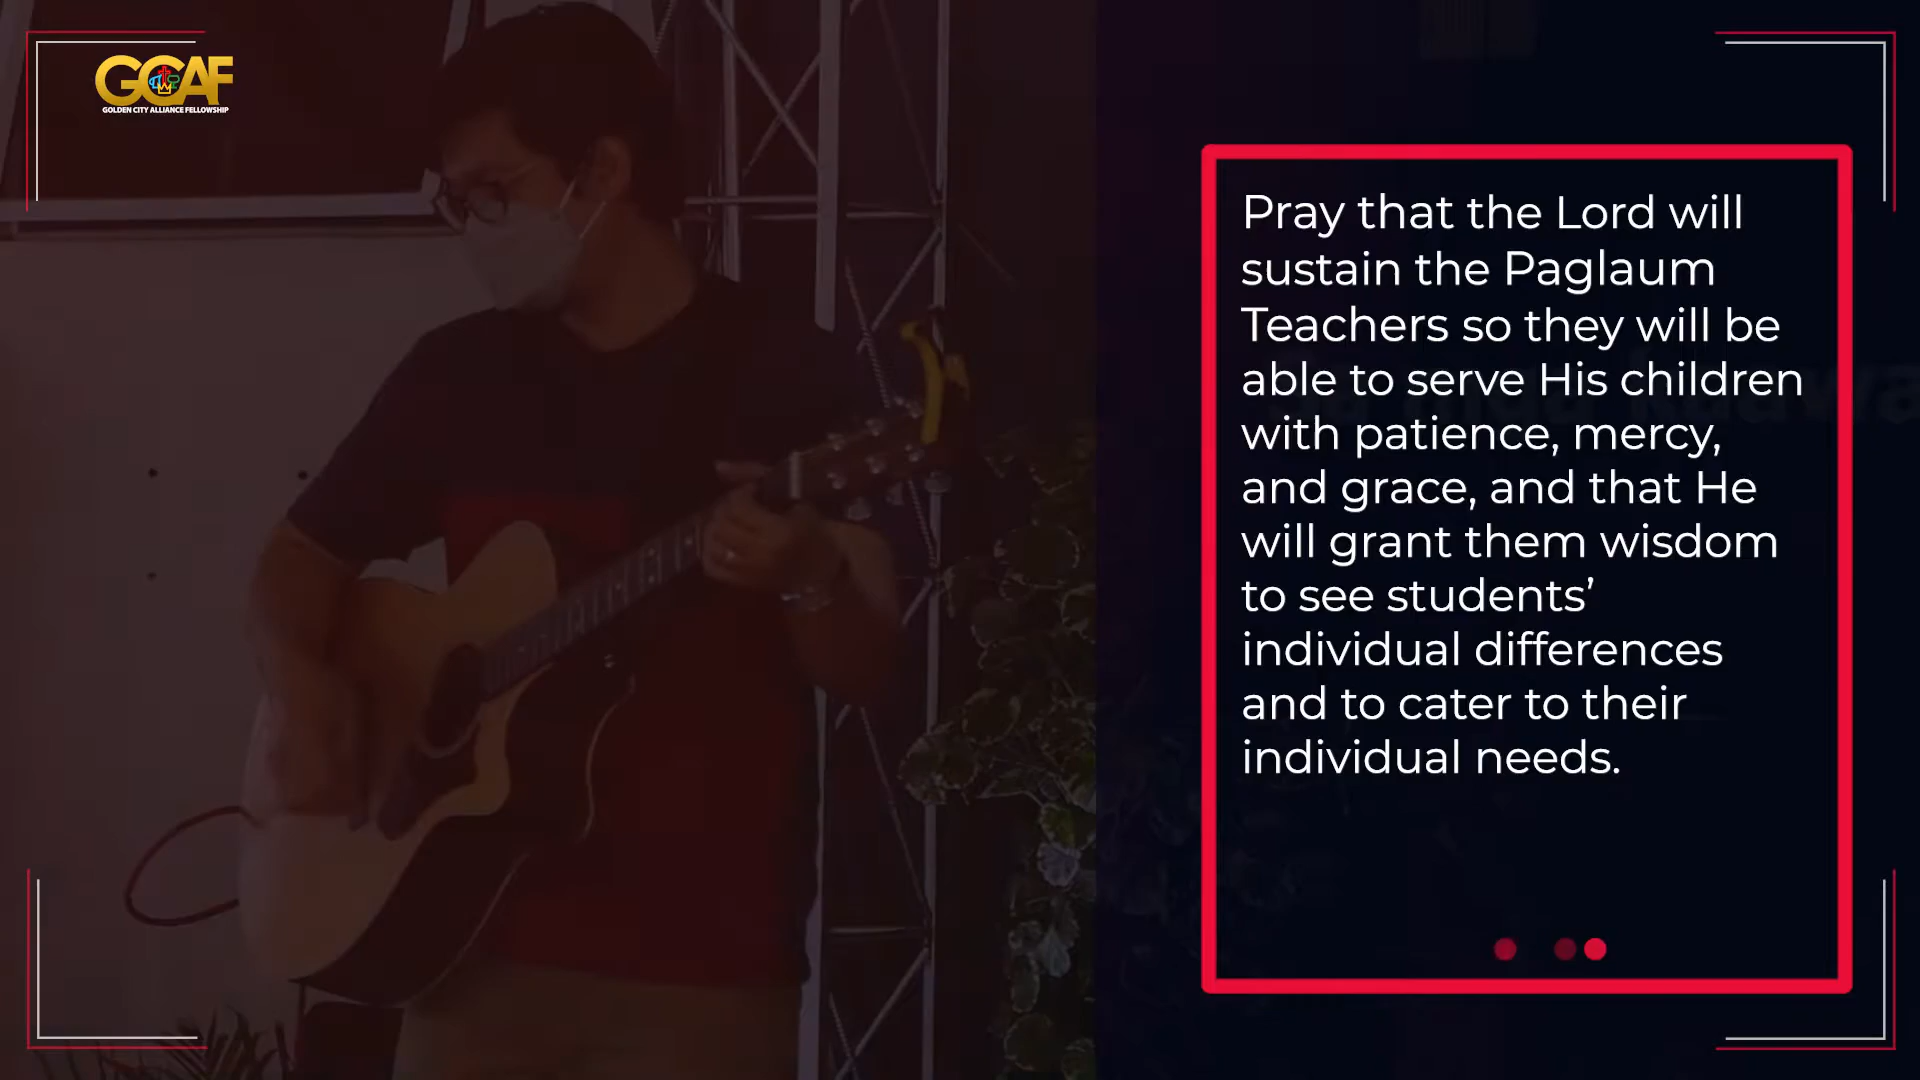 GCAF
GOLDEN CITY ALLIANCE FELLOWSHIP
Pray that the Lord will
sustain the Paglaum
Teachers so they will be
able to serve His children
with patience, mercy,
and grace, and that He
will grant them wisdom
to see students’
individual differences
and to cater to their
individual needs.